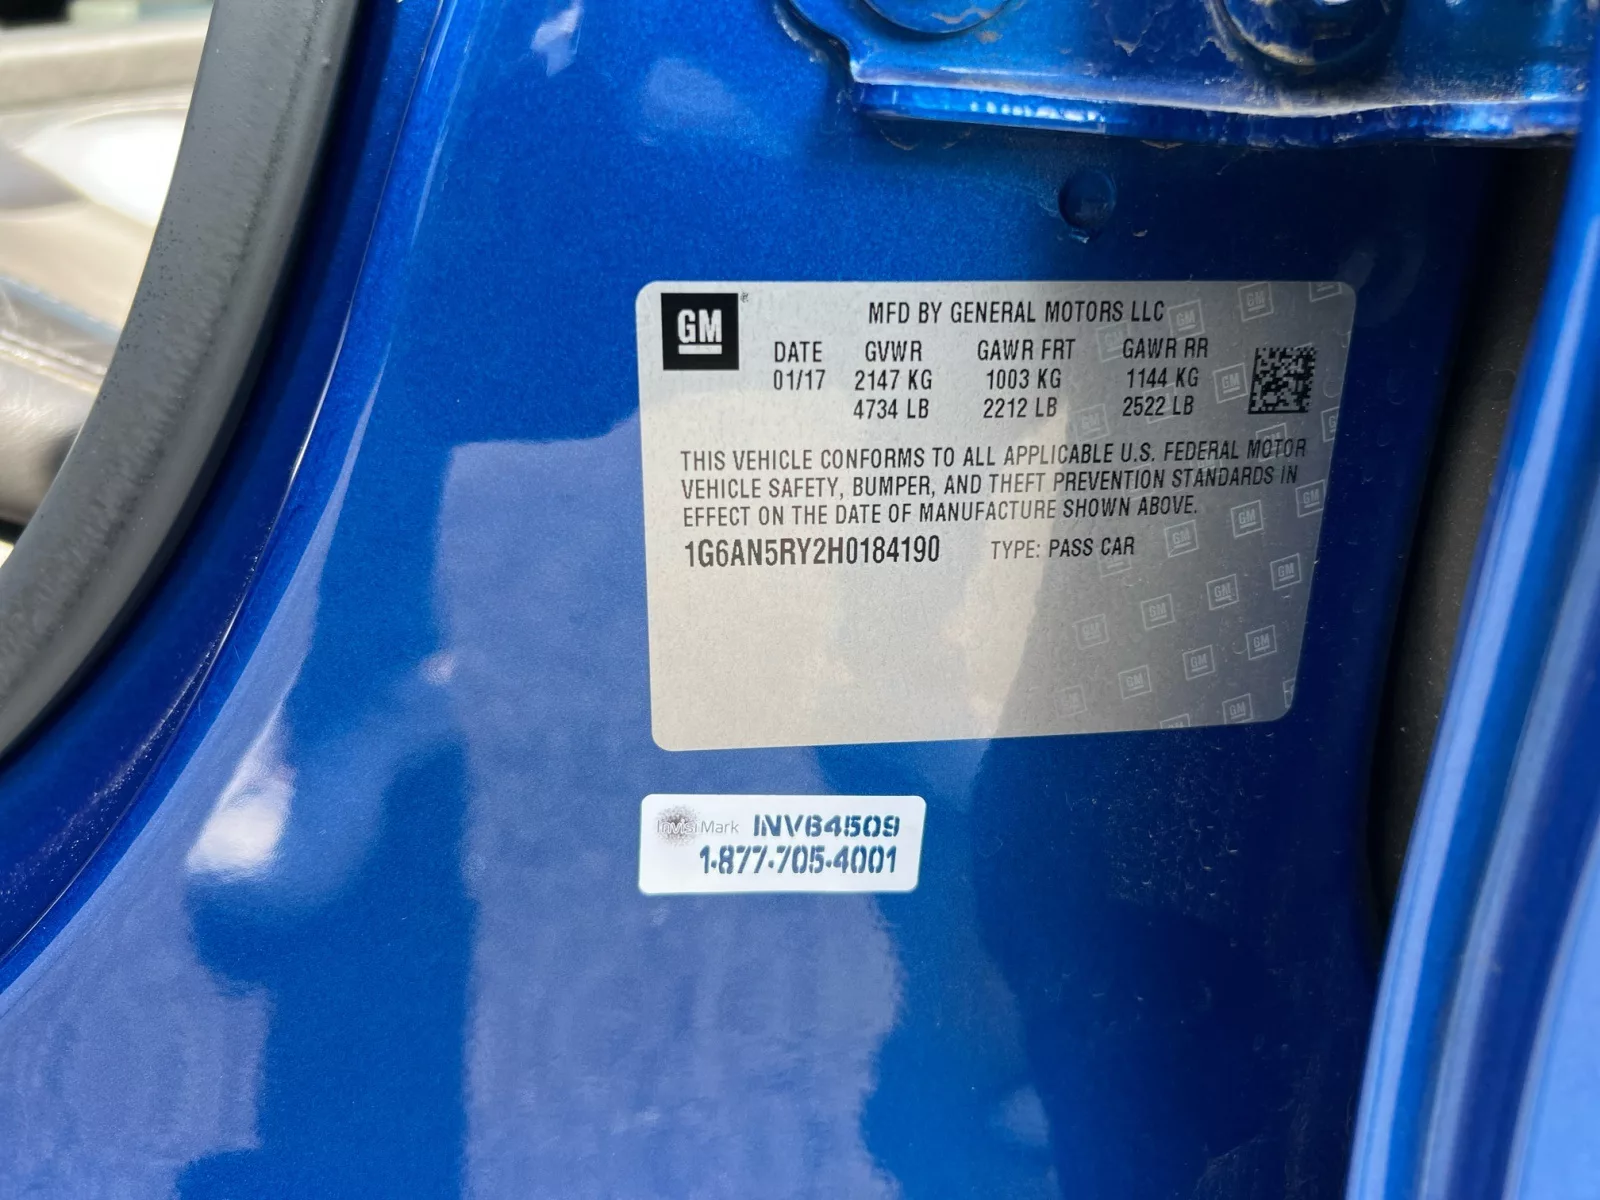 GM ® MFD BY GENERAL MOTORS LLC
DATE GVWR GAWR FRT GAWR RR
01/17 2147 KG 1003 KG 1144 KG
4734 LB 2212 LB 2522 LB
THIS VEHICLE CONFORMS TO ALL APPLICABLE U.S. FEDERAL MOTOR
VEHICLE SAFETY, BUMPER, AND THEFT PREVENTION STANDARDS IN
EFFECT ON THE DATE OF MANUFACTURE SHOWN ABOVE.
1G6AN5RY2H0184190 TYPE: PASS CAR
InvisiMark INV64509
1-877-705-4001